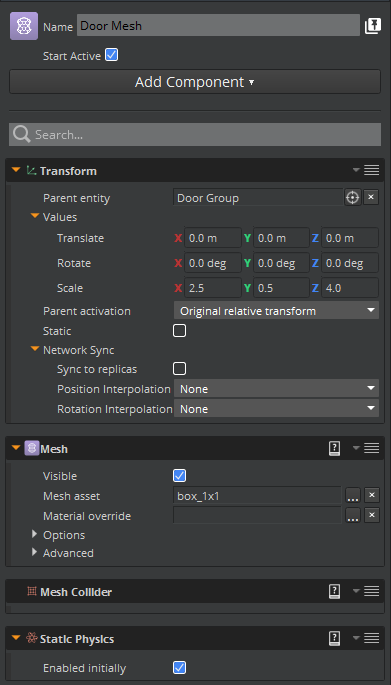 Name Door Mesh
Start Active
Add Component
Search...
Transform
Parent entity Door Group
Values
Translate X 0.0 m Y 0.0 m Z 0.0 m
Rotate X 0.0 deg Y 0.0 deg Z 0.0 deg
Scale X 2.5 Y 0.5 Z 4.0
Parent activation Original relative transform
Static
Network Sync
Sync to replicas
Position Interpolation None
Rotation Interpolation None
Mesh ?
Visible
Mesh asset box_1x1 ...
Material override ...
Options
Advanced
Mesh Collider ?
Static Physics ?
Enabled initially